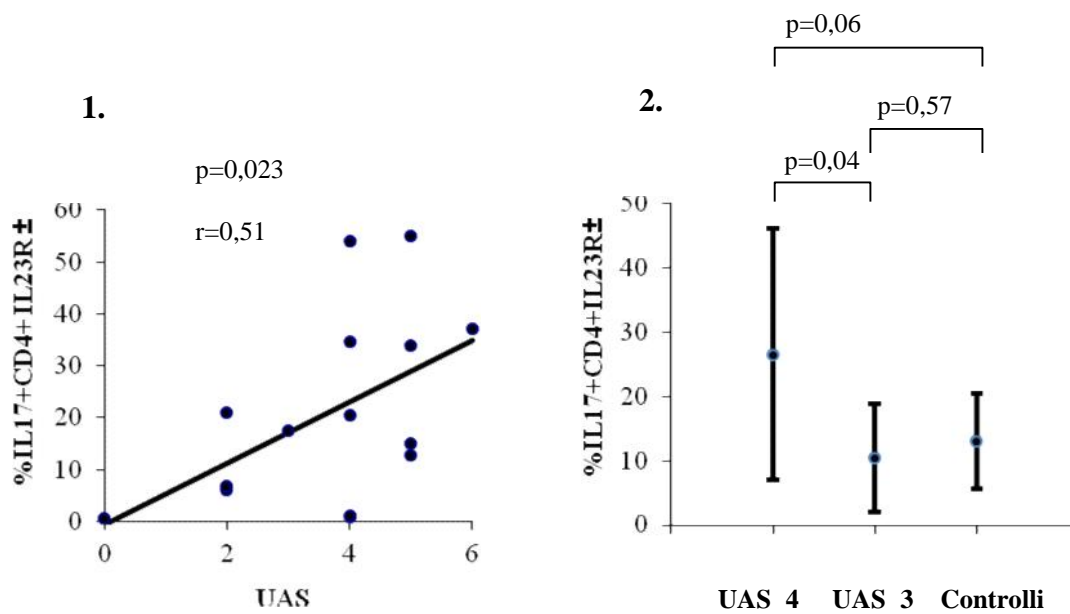 1.
p=0,023
r=0,51
%IL17+CD4+IL23R±
60
50
40
30
20
10
0
0 2 4 6
UAS
2.
p=0,06
p=0,57
p=0,04
%IL17+CD4+IL23R±
50
40
30
20
10
0
UAS 4 UAS 3 Controlli